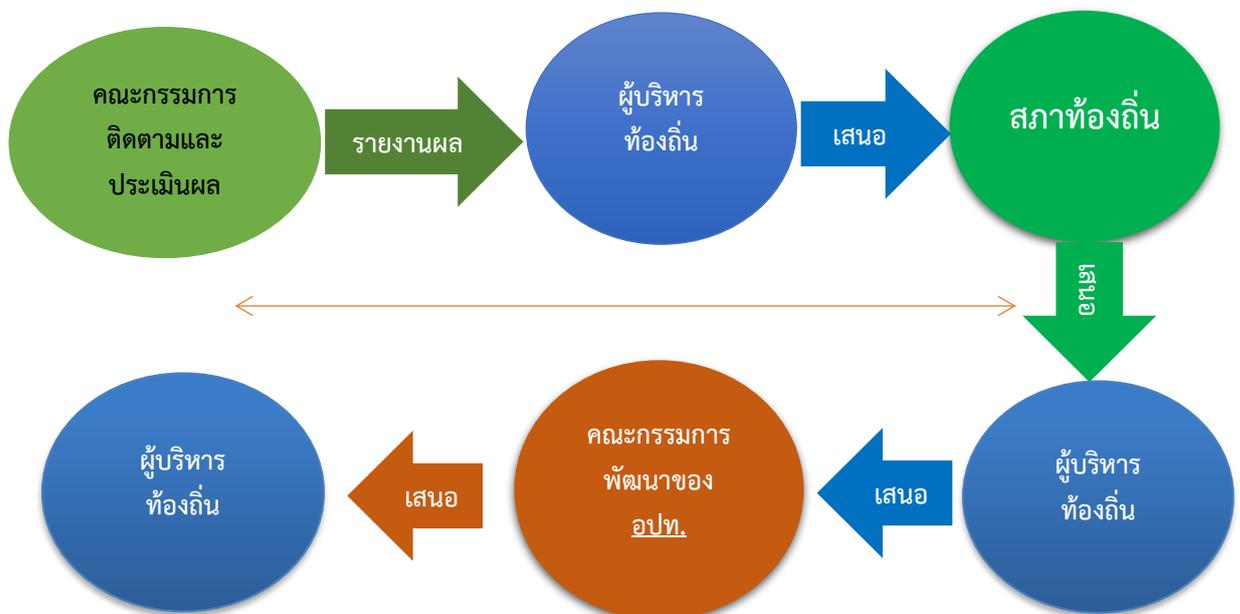 คณะกรรมการ
ติดตามและ
ประเมินผล
รายงานผล
ผู้บริหาร
ท้องถิ่น
เสนอ
สภาท้องถิ่น
เสนอ
ผู้บริหาร
ท้องถิ่น
เสนอ
คณะกรรมการ
พัฒนาของ
อปท.
เสนอ
ผู้บริหาร
ท้องถิ่น